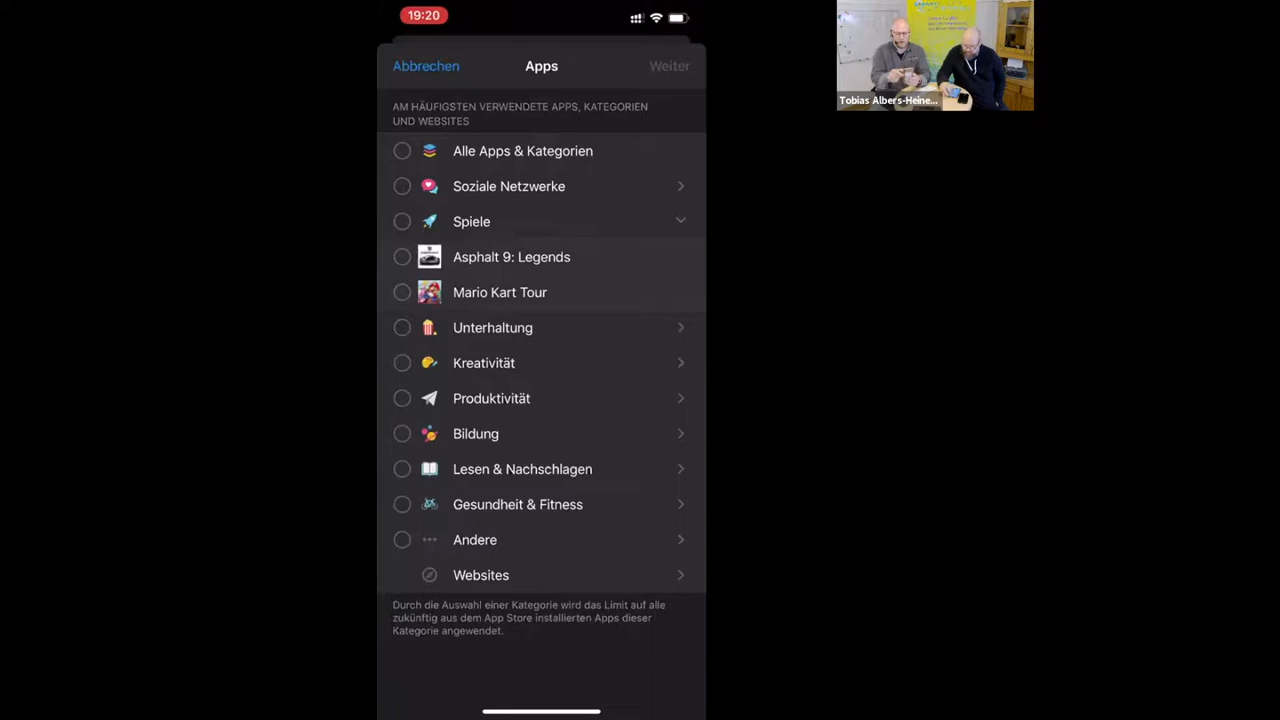 19:20
Abbrechen
Apps
Weiter
AM HÄUFIGSTEN VERWENDETE APPS, KATEGORIEN
UND WEBSITES
Alle Apps & Kategorien
Soziale Netzwerke
Spiele
Asphalt 9: Legends
Mario Kart Tour
Unterhaltung
Kreativität
Produktivität
Bildung
Lesen & Nachschlagen
Gesundheit & Fitness
Andere
Websites
Durch die Auswahl einer Kategorie wird das Limit auf alle
zukünftig aus dem App Store installierten Apps dieser
Kategorie angewendet.
Tobias Albers-Heine...